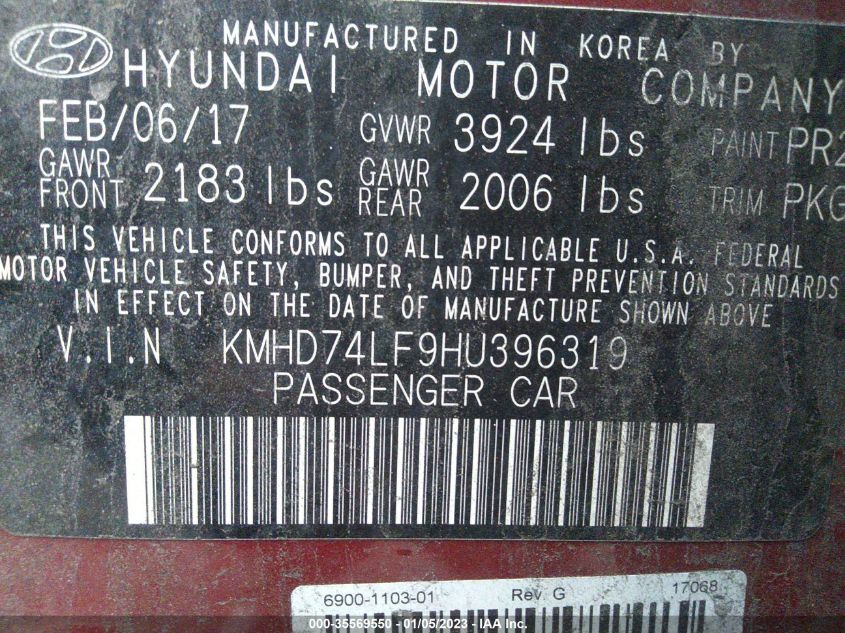 MANUFACTURED IN KOREA BY
HYUNDAI MOTOR COMPANY
FEB/06/17 GVWR 3924 lbs PAINT PR2
GAWR FRONT 2183 lbs GAWR REAR 2006 lbs TRIM PKG
THIS VEHICLE CONFORMS TO ALL APPLICABLE U.S.A. FEDERAL
MOTOR VEHICLE SAFETY, BUMPER, AND THEFT PREVENTION STANDARDS
IN EFFECT ON THE DATE OF MANUFACTURE SHOWN ABOVE
V.I.N KMHD74LF9HU396319
PASSENGER CAR
6900-1103-01 Rev G 17068
000-35569550 - 01/05/2023 - IAA Inc.